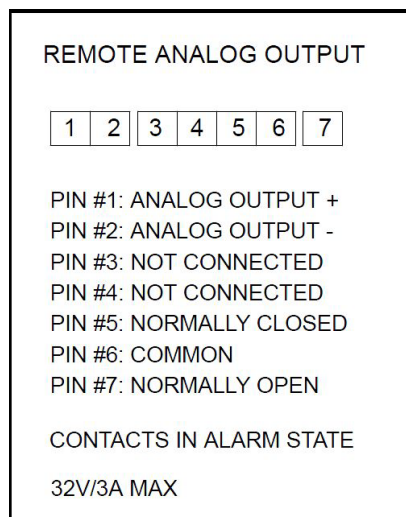 REMOTE ANALOG OUTPUT
1 2 3 4 5 6 7
PIN #1: ANALOG OUTPUT +
PIN #2: ANALOG OUTPUT -
PIN #3: NOT CONNECTED
PIN #4: NOT CONNECTED
PIN #5: NORMALLY CLOSED
PIN #6: COMMON
PIN #7: NORMALLY OPEN
CONTACTS IN ALARM STATE
32V/3A MAX